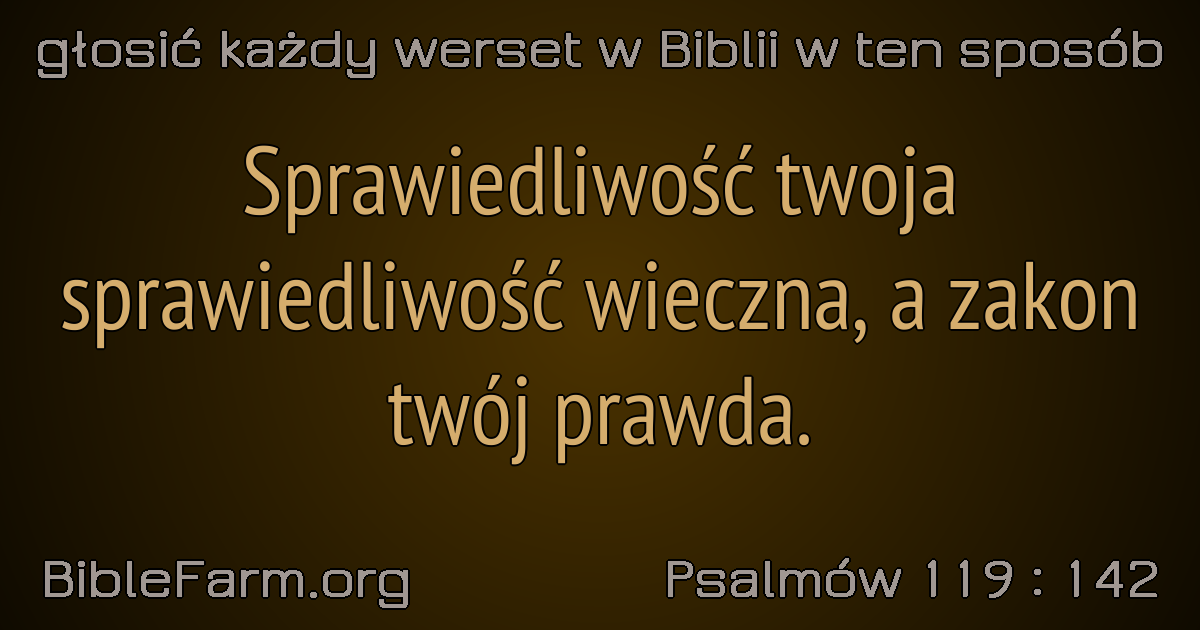 głosić każdy werset w Biblii w ten sposób
Sprawiedliwość twoja
sprawiedliwość wieczna, a zakon
twój prawda.
BibleFarm.org
Psalmów 119 : 142